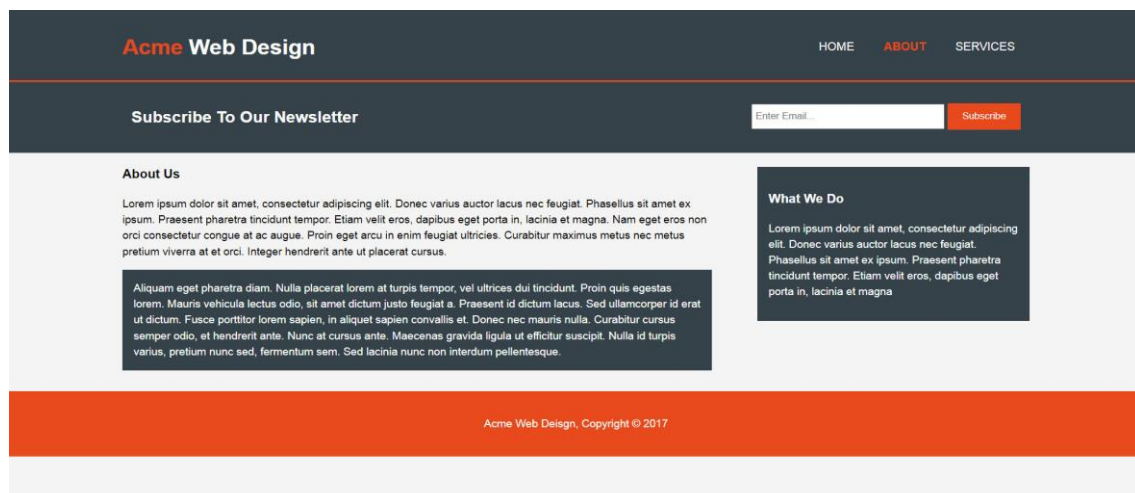 Acme Web Design
HOME ABOUT SERVICES
Subscribe To Our Newsletter
Enter Email...
Subscribe
About Us
Lorem ipsum dolor sit amet, consectetur adipiscing elit. Donec varius auctor lacus nec feugiat. Phasellus sit amet ex
ipsum. Praesent pharetra tincidunt tempor. Etiam velit eros, dapibus eget porta in, lacinia et magna. Nam eget eros non
orci consectetur congue at ac augue. Proin eget arcu in enim feugiat ultricies. Curabitur maximus metus nec metus
pretium viverra at et orci. Integer hendrerit ante ut placerat cursus.
Aliquam eget pharetra diam. Nulla placerat lorem at turpis tempor, vel ultrices dui tincidunt. Proin quis egestas
lorem. Mauris vehicula lectus odio, sit amet dictum justo feugiat a. Praesent id dictum lacus. Sed ullamcorper id erat
ut dictum. Fusce porttitor lorem sapien, in aliquet sapien convallis et. Donec nec mauris nulla. Curabitur cursus
semper odio, et hendrerit ante. Nunc at cursus ante. Maecenas gravida ligula ut efficitur suscipit. Nulla id turpis
varius, pretium nunc sed, fermentum sem. Sed lacinia nunc non interdum pellentesque.
What We Do
Lorem ipsum dolor sit amet, consectetur adipiscing
elit. Donec varius auctor lacus nec feugiat.
Phasellus sit amet ex ipsum. Praesent pharetra
tincidunt tempor. Etiam velit eros, dapibus eget
porta in, lacinia et magna
Acme Web Deisgn, Copyright © 2017